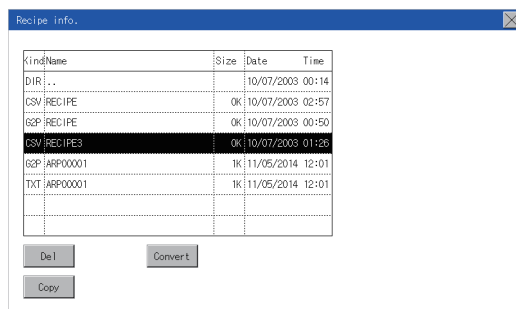 Recipe info.
Kind Name Size Date Time
DIR .. 10/07/2003 00:14
CSV RECIPE 0K 10/07/2003 02:57
G2P RECIPE 0K 10/07/2003 00:50
CSV RECIPE3 0K 10/07/2003 01:26
G2P ARP00001 1K 11/05/2014 12:01
TXT ARP00001 1K 11/05/2014 12:01
Del Convert
Copy